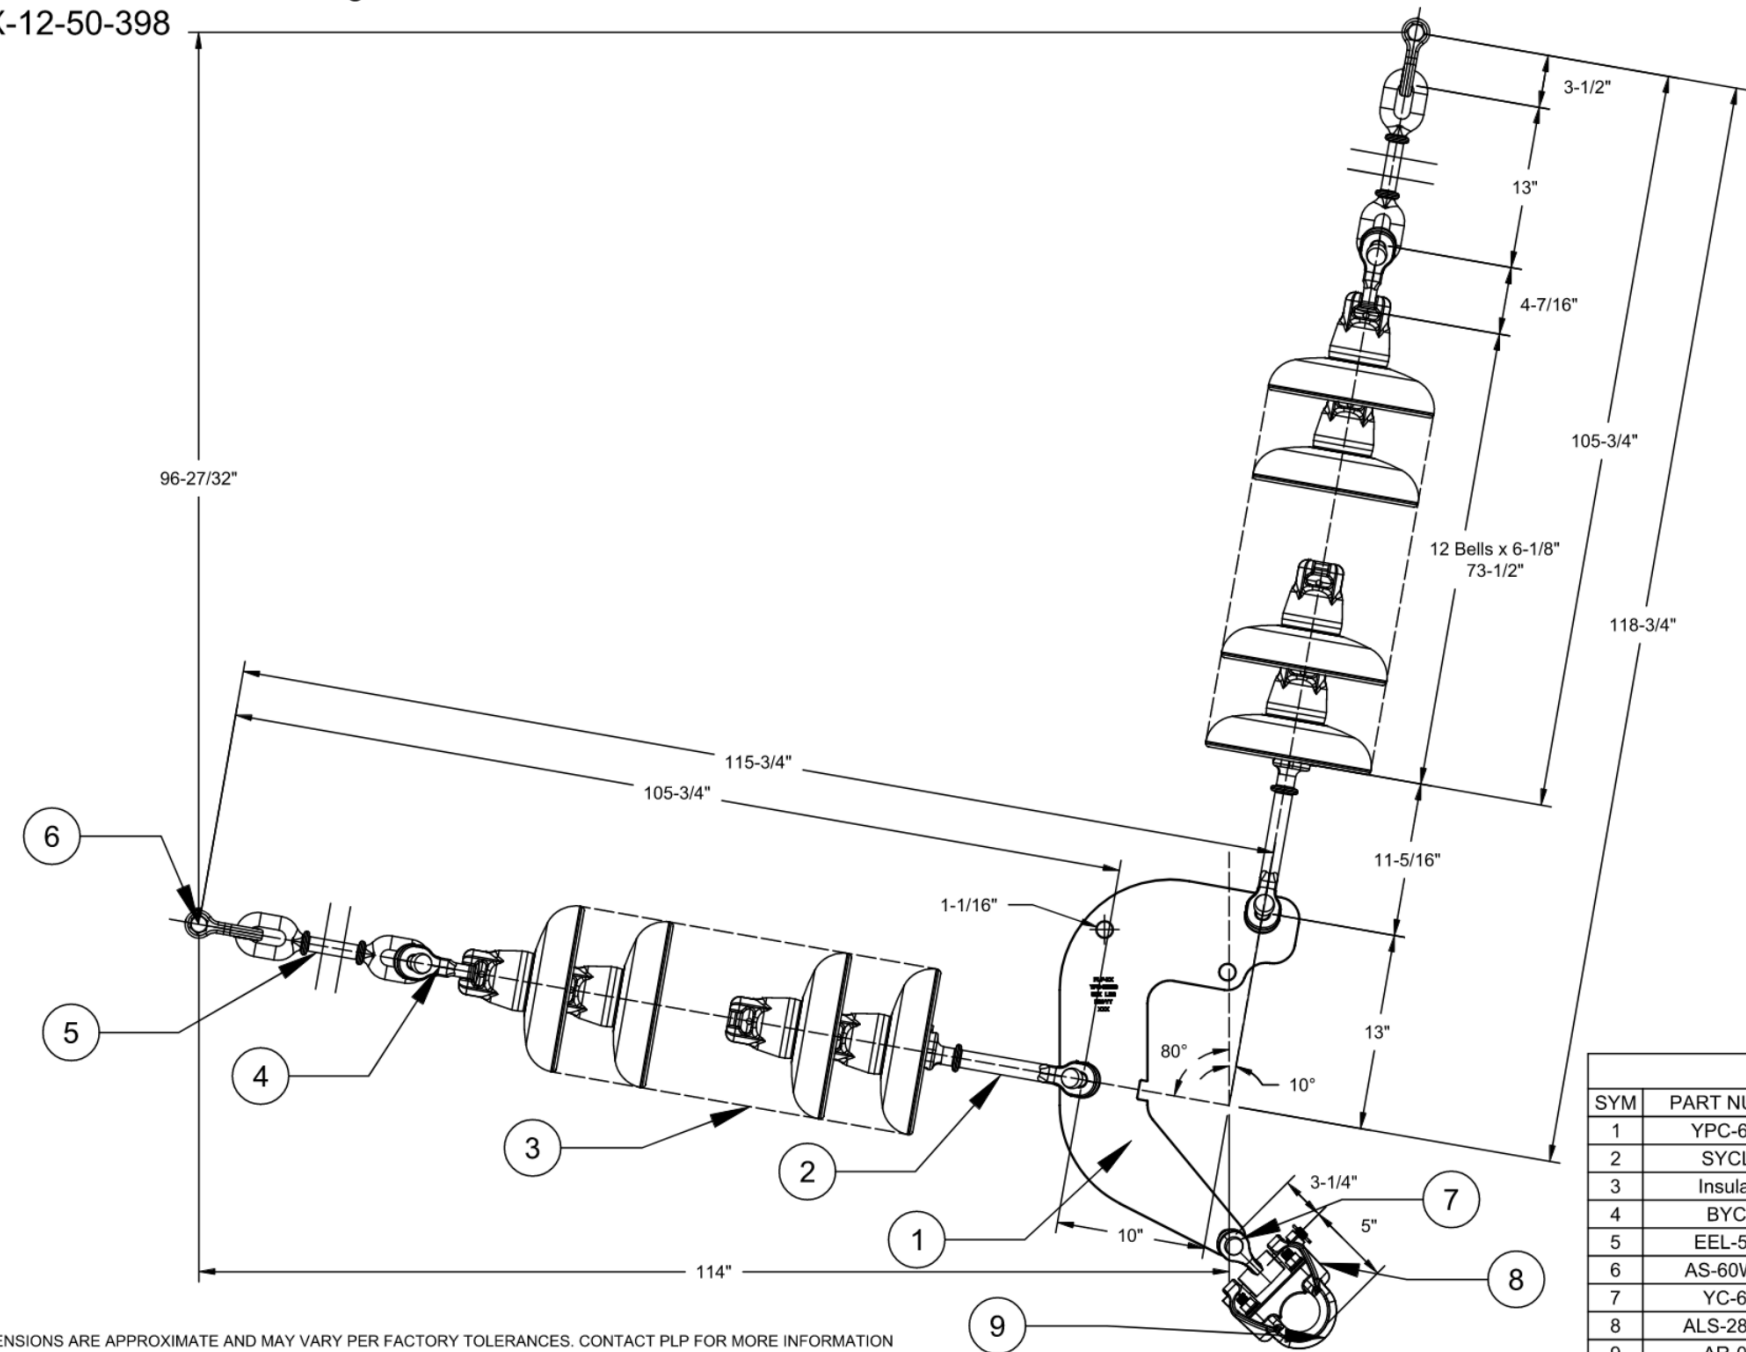 X-12-50-398
3-1/2"
13"
4-7/16"
105-3/4"
96-27/32"
12 Bells x 6-1/8"
73-1/2"
118-3/4"
115-3/4"
105-3/4"
6
11-5/16"
1-1/16"
XXX
5
4
13"
80°
10°
3
2
SYM PART NU
1 YPC-6
2 SYCL
3 Insula
4 BYC
5 EEL-5
6 AS-60W
7 YC-6
8 ALS-28
9 AR-0
3-1/4"
7
5"
1
10"
114"
8
9
ENSIONS ARE APPROXIMATE AND MAY VARY PER FACTORY TOLERANCES. CONTACT PLP FOR MORE INFORMATION